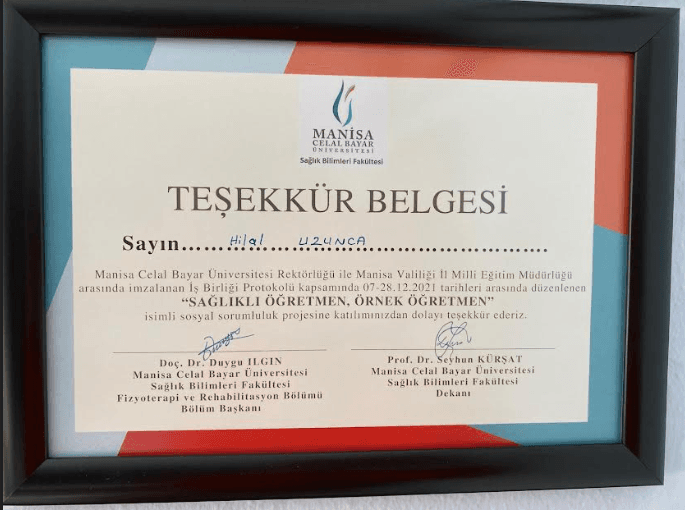 MANİSA
CELAL BAYAR
ÜNİVERSİTESİ
Sağlık Bilimleri Fakültesi
TEŞEKKÜR BELGESİ
Sayın...... Hilal UZUNCA ..............................
Manisa Celal Bayar Üniversitesi Rektörlüğü ile Manisa Valiliği İl Milli Eğitim Müdürlüğü
arasında imzalanan İş Birliği Protokolü kapsamında 07-28.12.2021 tarihleri arasında düzenlenen
“SAĞLIKLI ÖĞRETMEN, ÖRNEK ÖĞRETMEN”
isimli sosyal sorumluluk projesine katılımınızdan dolayı teşekkür ederiz.
Doç. Dr. Duygu ILGIN
Manisa Celal Bayar Üniversitesi
Sağlık Bilimleri Fakültesi
Fizyoterapi ve Rehabilitasyon Bölümü
Bölüm Başkanı
Prof. Dr. Seyhun KÜRŞAT
Manisa Celal Bayar Üniversitesi
Sağlık Bilimleri Fakültesi
Dekanı